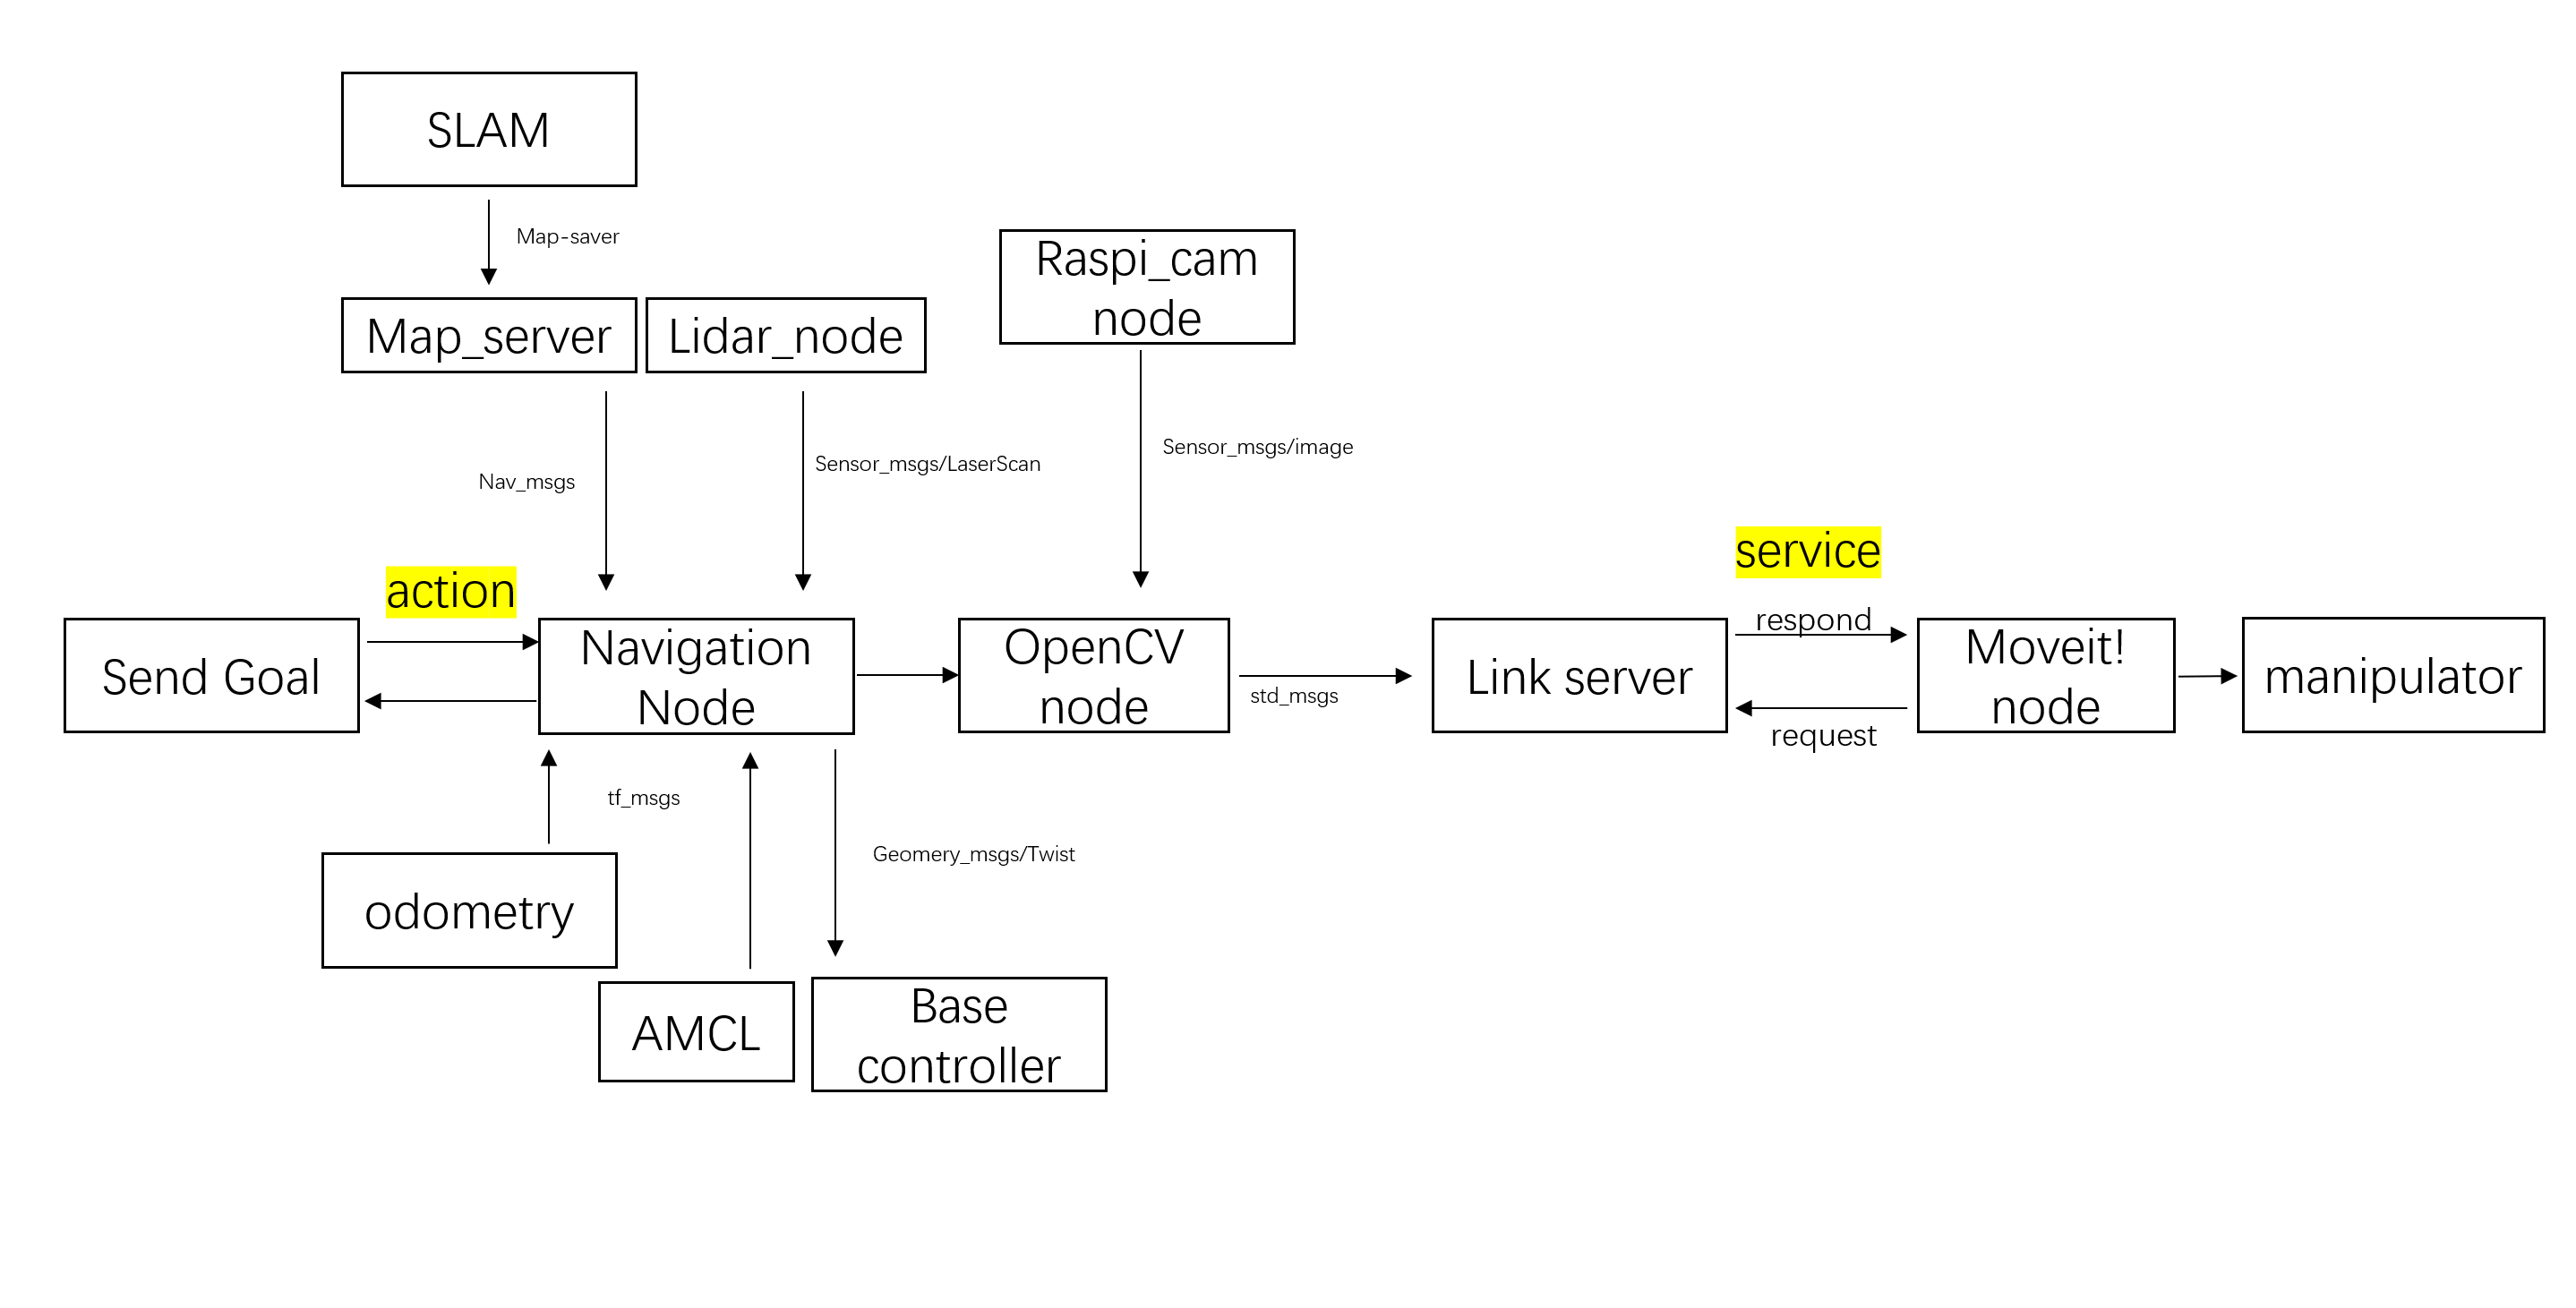 SLAM
Map-saver
Raspi_cam
node
Map_server
Lidar_node
Sensor_msgs/image
Sensor_msgs/LaserScan
Nav_msgs
service
action
respond
Send Goal
Navigation
Node
OpenCV
node
std_msgs
Link server
Moveit!
node
manipulator
request
tf_msgs
Geomery_msgs/Twist
odometry
AMCL
Base
controller